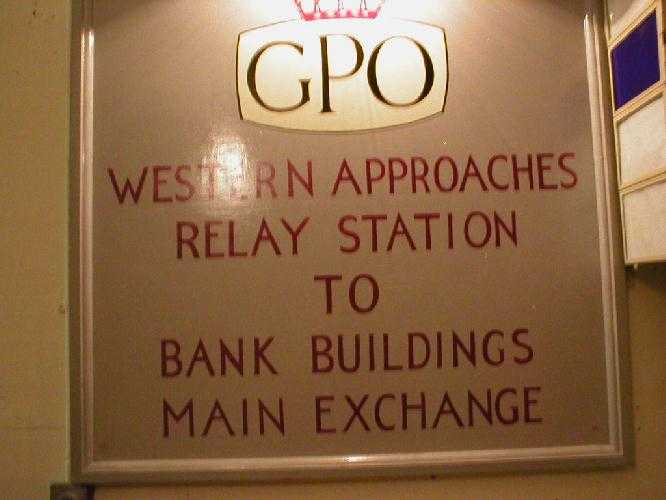 GPO
WESTERN APPROACHES
RELAY STATION
TO
BANK BUILDINGS
MAIN EXCHANGE